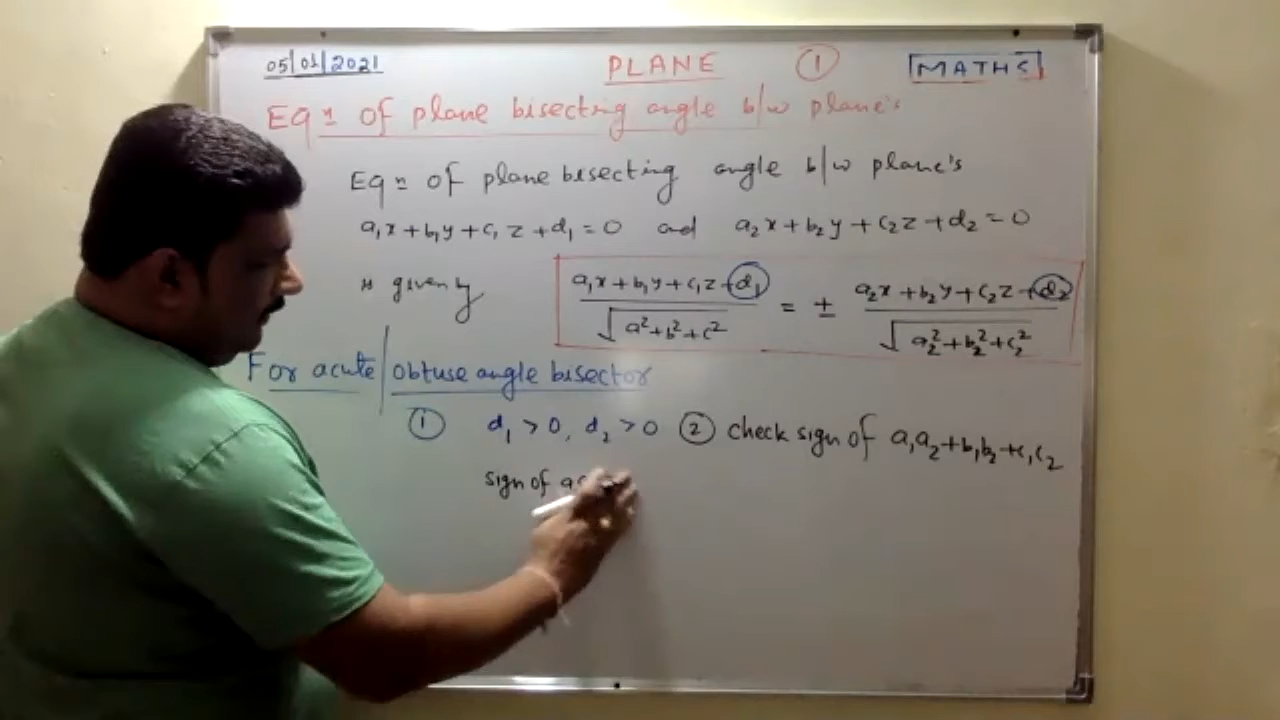 05/01/2021 PLANE ① MATHS
Eqn of plane bisecting angle b/w plane's
Eqn of plane bisecting angle b/w plane's
a₁x+b₁y+c₁z+d₁=0 and a₂x+b₂y+c₂z+d₂=0
is given by (a₁x+b₁y+c₁z+d₁)/√(a²+b²+c²) = ± (a₂x+b₂y+c₂z+d₂)/√(a₂²+b₂²+c₂²)
For acute/obtuse angle bisector
① d₁>0, d₂>0 ② check sign of a₁a₂+b₁b₂+c₁c₂
sign of